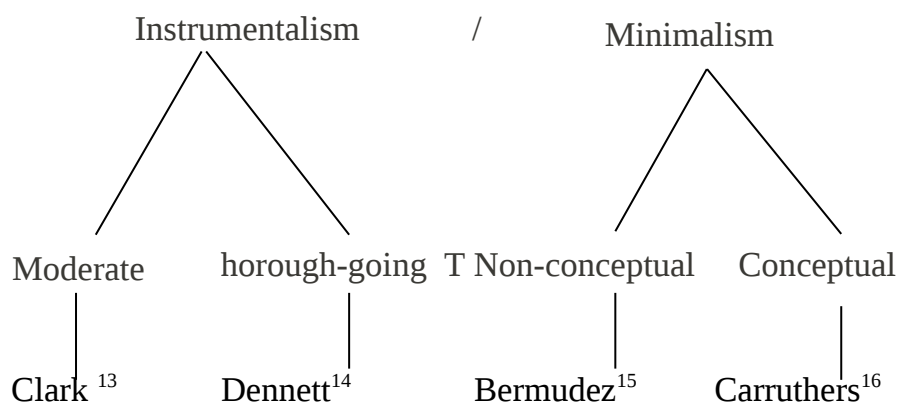 Instrumentalism / Minimalism
Moderate horough-going T Non-conceptual Conceptual
Clark 13 Dennett14 Bermudez15 Carruthers16